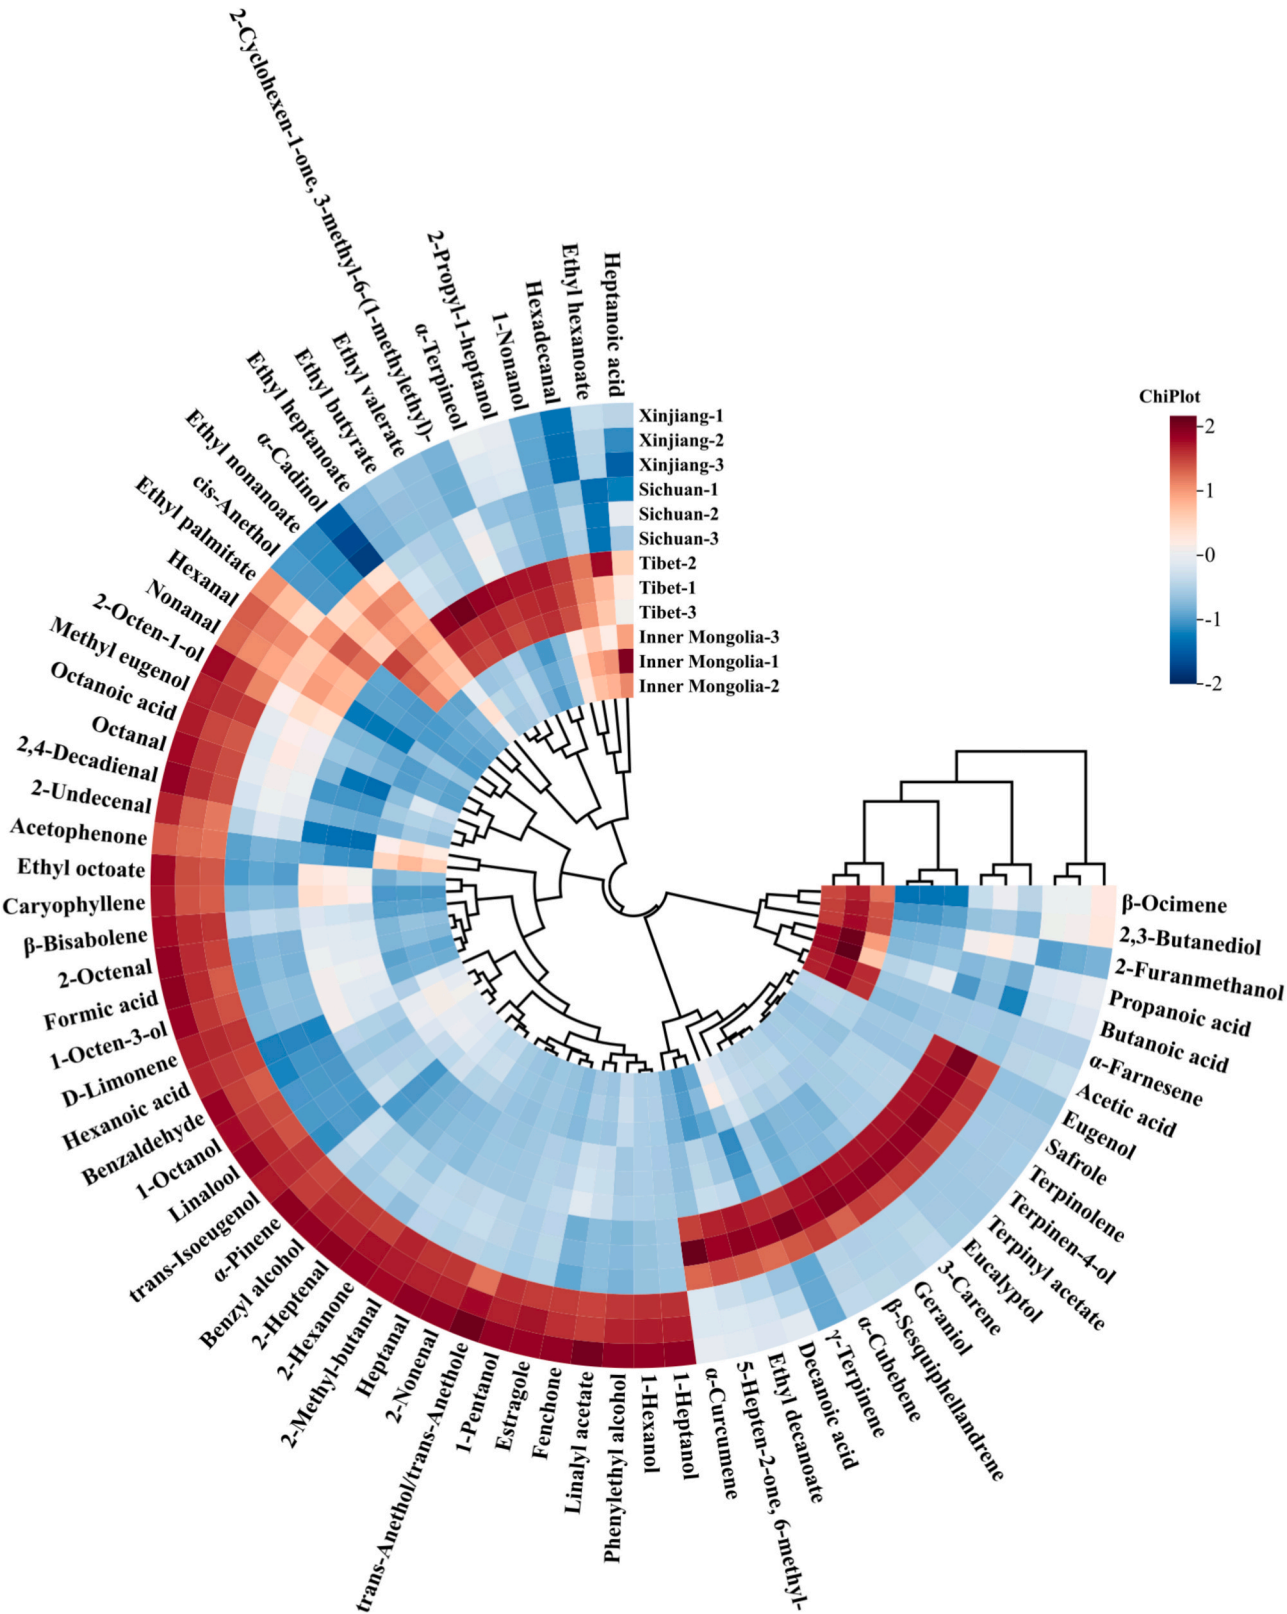 2-Cyclohexen-1-one, 3-methyl-6-(1-methylethyl)-
2-Propyl-1-heptanol
α-Terpineol
1-Nonanol
Hexadecanal
Ethyl hexanoate
Heptanoic acid
Ethyl valerate
Ethyl butyrate
Ethyl heptanoate
α-Cadinol
Ethyl nonanoate
cis-Anethol
Ethyl palmitate
Hexanal
Nonanal
2-Octen-1-ol
Methyl eugenol
Octanoic acid
Octanal
2,4-Decadienal
2-Undecenal
Acetophenone
Ethyl octoate
Caryophyllene
β-Bisabolene
2-Octenal
Formic acid
1-Octen-3-ol
D-Limonene
Hexanoic acid
Benzaldehyde
1-Octanol
Linalool
trans-Isoeugenol
α-Pinene
Benzyl alcohol
2-Heptenal
2-Hexanone
2-Methyl-butanal
Heptanal
2-Nonenal
trans-Anethol/trans-Anethole
1-Pentanol
Estragole
Fenchone
Linalyl acetate
Phenylethyl alcohol
1-Hexanol
1-Heptanol
α-Curcumene
5-Hepten-2-one, 6-methyl-
Ethyl decanoate
Decanoic acid
γ-Terpinene
α-Cubebene
β-Sesquiphellandrene
Geraniol
3-Carene
Eucalyptol
Terpinyl acetate
Terpinen-4-ol
Terpinolene
Safrole
Eugenol
Acetic acid
α-Farnesene
Butanoic acid
Propanoic acid
2-Furanmethanol
2,3-Butanediol
β-Ocimene
Xinjiang-1
Xinjiang-2
Xinjiang-3
Sichuan-1
Sichuan-2
Sichuan-3
Tibet-2
Tibet-1
Tibet-3
Inner Mongolia-3
Inner Mongolia-1
Inner Mongolia-2
ChiPlot
2
1
0
-1
-2